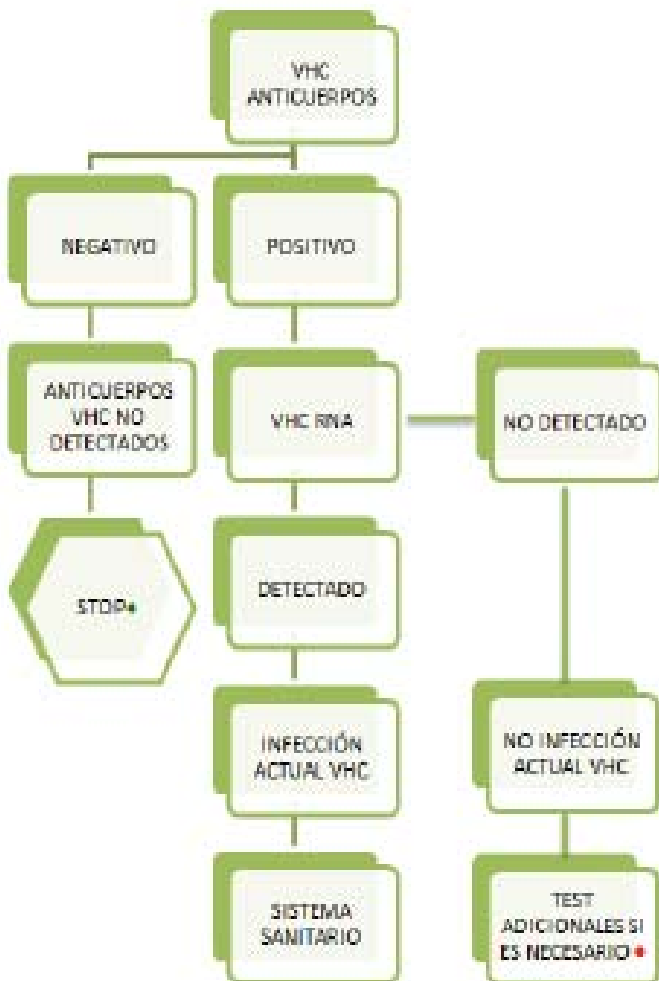 VHC
ANTICUERPOS
NEGATIVO
POSITIVO
ANTICUERPOS
VHC NO
DETECTADOS
VHC RNA
NO DETECTADO
STOP
DETECTADO
INFECCIÓN
ACTUAL VHC
NO INFECCIÓN
ACTUAL VHC
SISTEMA
SANITARIO
TEST
ADICIONALES SI
ES NECESARIO